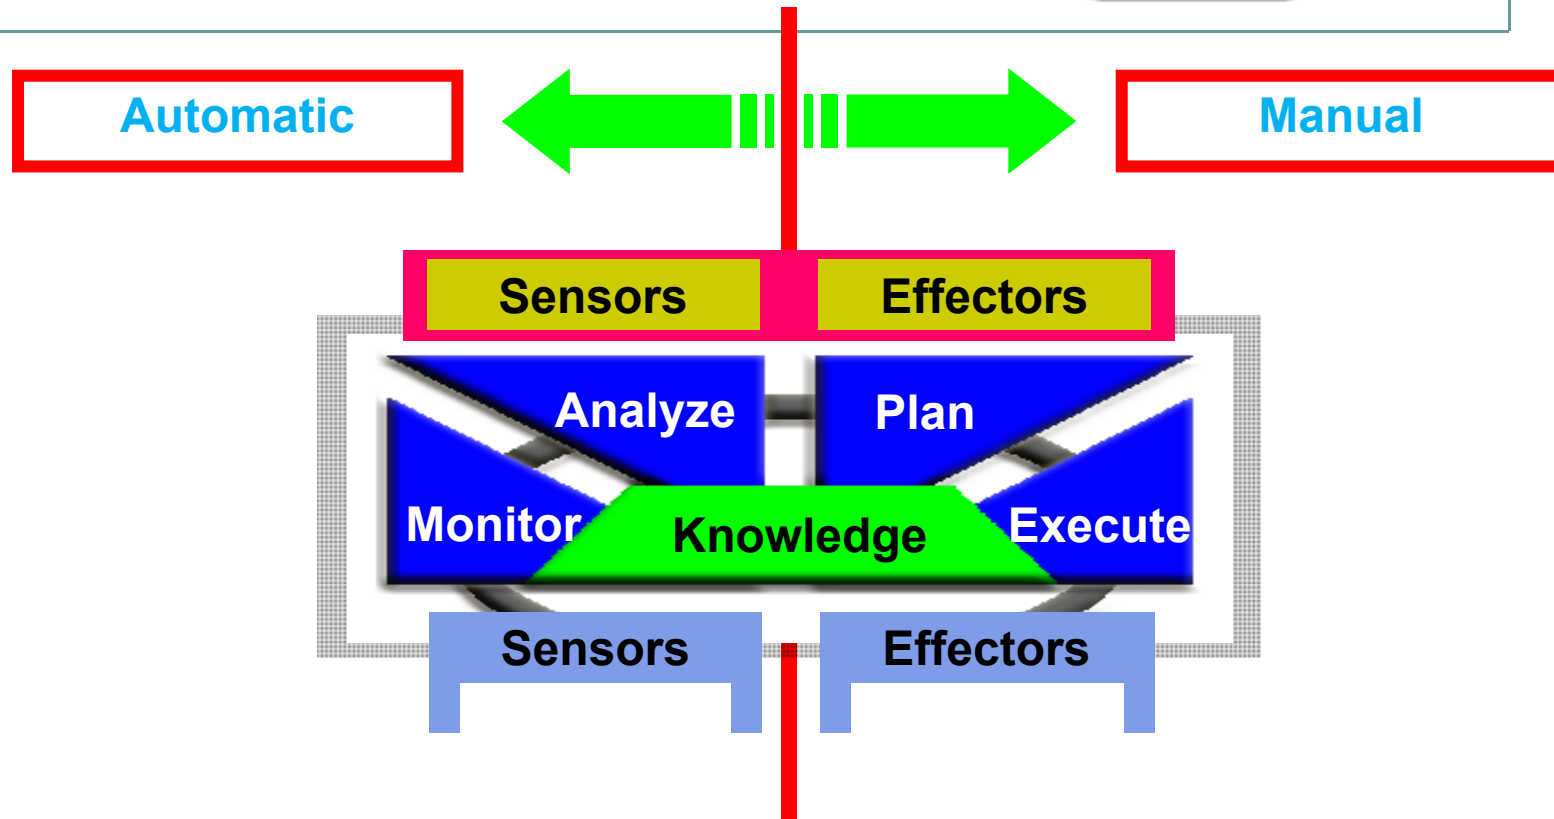 Automatic
Manual
Sensors
Effectors
Analyze
Plan
Monitor
Knowledge
Execute
Sensors
Effectors